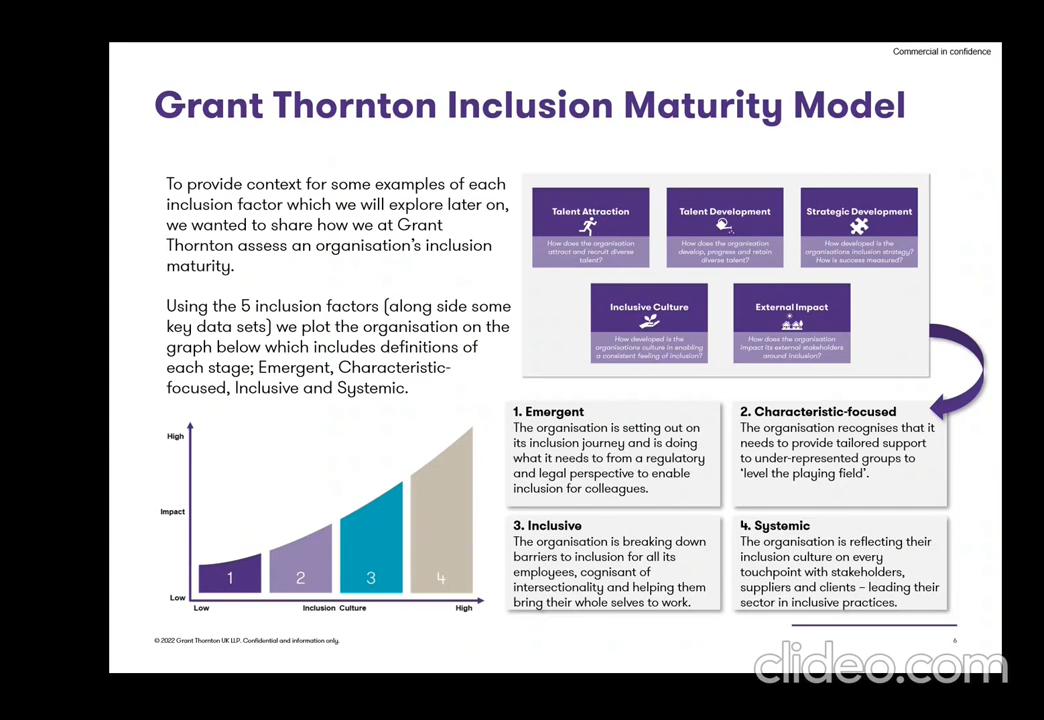 Commercial in confidence
Grant Thornton Inclusion Maturity Model
To provide context for some examples of each
inclusion factor which we will explore later on,
we wanted to share how we at Grant
Thornton assess an organisation's inclusion
maturity.
Using the 5 inclusion factors (along side some
key data sets) we plot the organisation on the
graph below which includes definitions of
each stage; Emergent, Characteristic-
focused, Inclusive and Systemic.
Talent Attraction
How does the organisation
attract and recruit diverse
talent?
Talent Development
How does the organisation
develop, progress and retain
diverse talent?
Strategic Development
How developed is the
organisations inclusion strategy?
How is success measured?
Inclusive Culture
How developed is the
organisations culture in enabling
a consistent feeling of inclusion?
External Impact
How does the organisation
impact its external stakeholders
around inclusion?
High
Impact
Low
1
2
3
4
Low
Inclusion Culture
High
1. Emergent
The organisation is setting out on
its inclusion journey and is doing
what it needs to from a regulatory
and legal perspective to enable
inclusion for colleagues.
2. Characteristic-focused
The organisation recognises that it
needs to provide tailored support
to under-represented groups to
'level the playing field'.
3. Inclusive
The organisation is breaking down
barriers to inclusion for all its
employees, cognisant of
intersectionality and helping them
bring their whole selves to work.
4. Systemic
The organisation is reflecting their
inclusion culture on every
touchpoint with stakeholders,
suppliers and clients – leading their
sector in inclusive practices.
© 2022 Grant Thornton UK LLP. Confidential and information only.
6
clideo.com